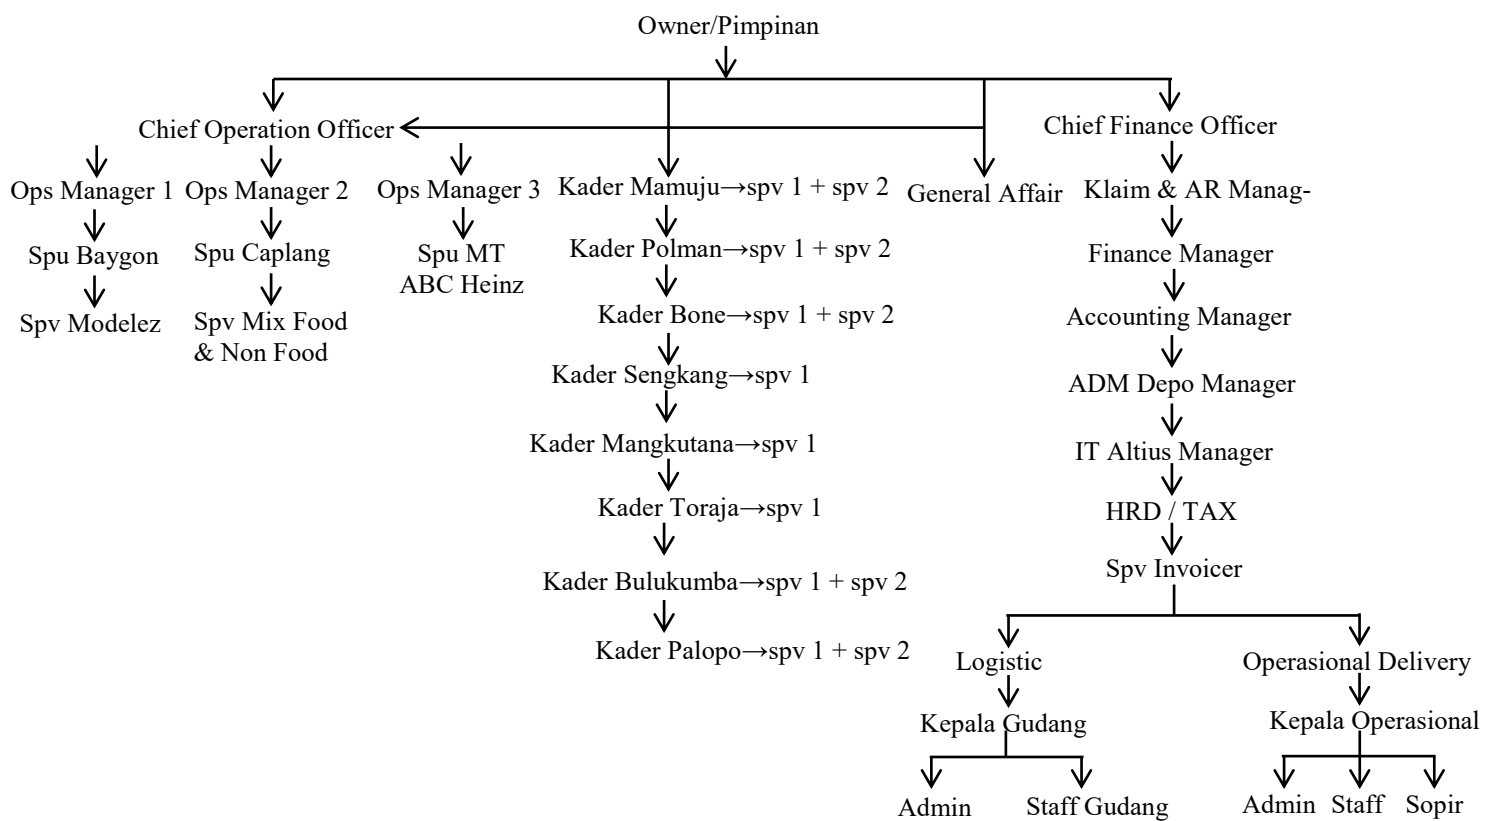 Owner/Pimpinan
Chief Operation Officer
Chief Finance Officer
Ops Manager 1
Ops Manager 2
Ops Manager 3
Kader Mamuju→spv 1 + spv 2
General Affair
Klaim & AR Manag-
Spu Baygon
Spu Caplang
Spu MT
ABC Heinz
Kader Polman→spv 1 + spv 2
Finance Manager
Spv Modelez
Spv Mix Food
& Non Food
Kader Bone→spv 1 + spv 2
Accounting Manager
Kader Sengkang→spv 1
ADM Depo Manager
Kader Mangkutana→spv 1
IT Altius Manager
Kader Toraja→spv 1
HRD / TAX
Kader Bulukumba→spv 1 + spv 2
Spv Invoicer
Kader Palopo→spv 1 + spv 2
Logistic
Operasional Delivery
Kepala Gudang
Kepala Operasional
Admin
Staff Gudang
Admin
Staff
Sopir